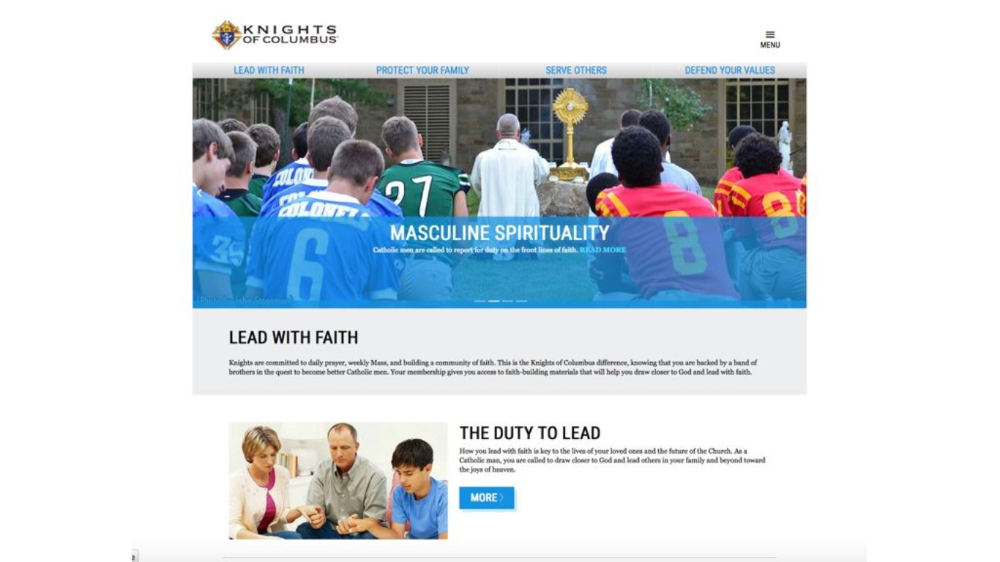 KNIGHTS
OF COLUMBUS
MENU
LEAD WITH FAITH
PROTECT YOUR FAMILY
SERVE OTHERS
DEFEND YOUR VALUES
COLONELS
27
35
6
8
8
MASCULINE SPIRITUALITY
Catholic men are called to report for duty on the front lines of faith. READ MORE
LEAD WITH FAITH
Knights are committed to daily prayer, weekly Mass, and building a community of faith. This is the Knights of Columbus difference, knowing that you are backed by a band of
brothers in the quest to become better Catholic men. Your membership gives you access to faith-building materials that will help you draw closer to God and lead with faith.
THE DUTY TO LEAD
How you lead with faith is key to the lives of your loved ones and the future of the Church. As a
Catholic man, you are called to draw closer to God and lead others in your family and beyond toward
the joys of heaven.
MORE >